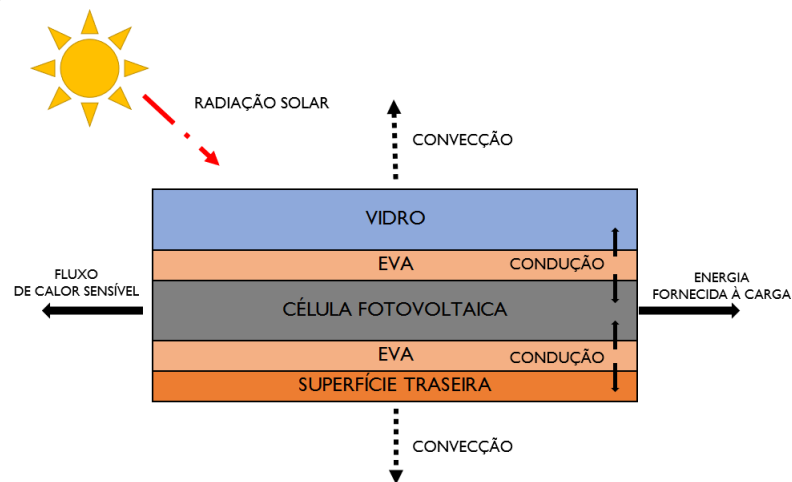 RADIAÇÃO SOLAR
CONVECÇÃO
VIDRO
EVA
CONDUÇÃO
FLUXO
DE CALOR SENSÍVEL
CÉLULA FOTOVOLTAICA
ENERGIA
FORNECIDA À CARGA
EVA
CONDUÇÃO
SUPERFÍCIE TRASEIRA
CONVECÇÃO